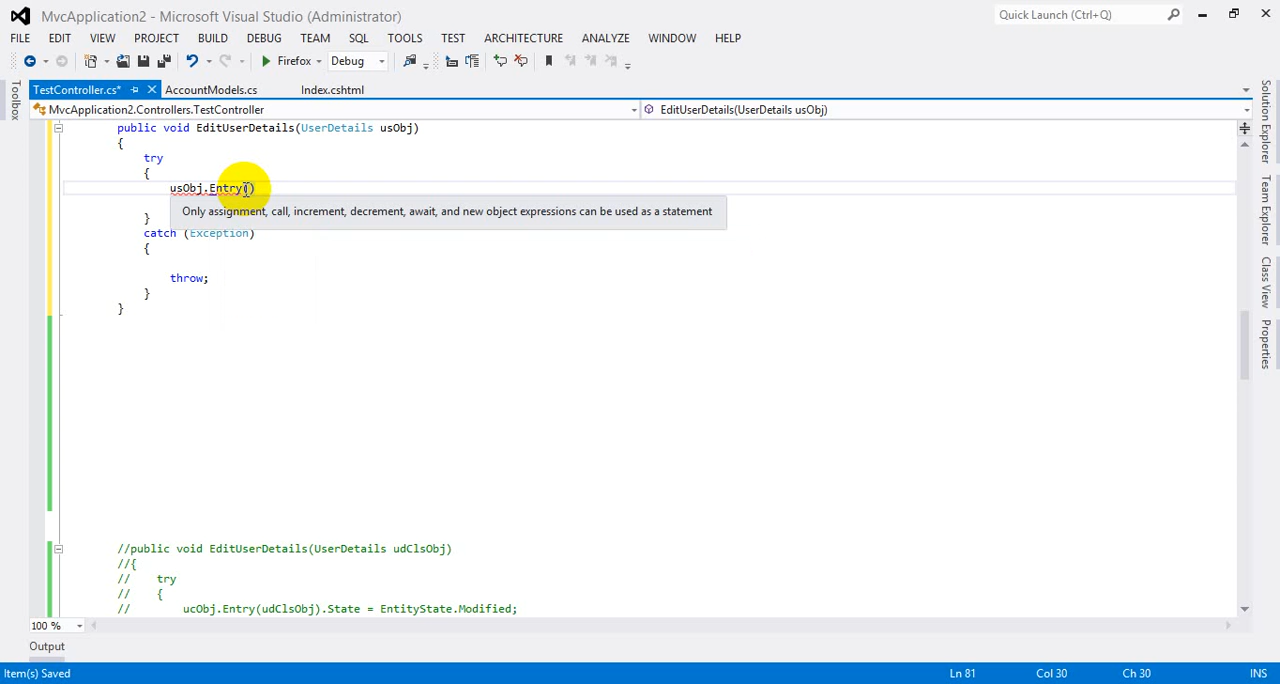 MvcApplication2 - Microsoft Visual Studio (Administrator)
Quick Launch (Ctrl+Q)
FILE EDIT VIEW PROJECT BUILD DEBUG TEAM SQL TOOLS TEST ARCHITECTURE ANALYZE WINDOW HELP
Firefox Debug
TestController.cs* AccountModels.cs Index.cshtml
MvcApplication2.Controllers.TestController EditUserDetails(UserDetails usObj)
Toolbox
Solution Explorer
Team Explorer
Class View
Properties
public void EditUserDetails(UserDetails usObj)
{
try
{
usObj.Entry()
Only assignment, call, increment, decrement, await, and new object expressions can be used as a statement
}
catch (Exception)
{
throw;
}
}
//public void EditUserDetails(UserDetails udClsObj)
//{
// try
// {
// ucObj.Entry(udClsObj).State = EntityState.Modified;
100 %
Output
Item(s) Saved Ln 81 Col 30 Ch 30 INS